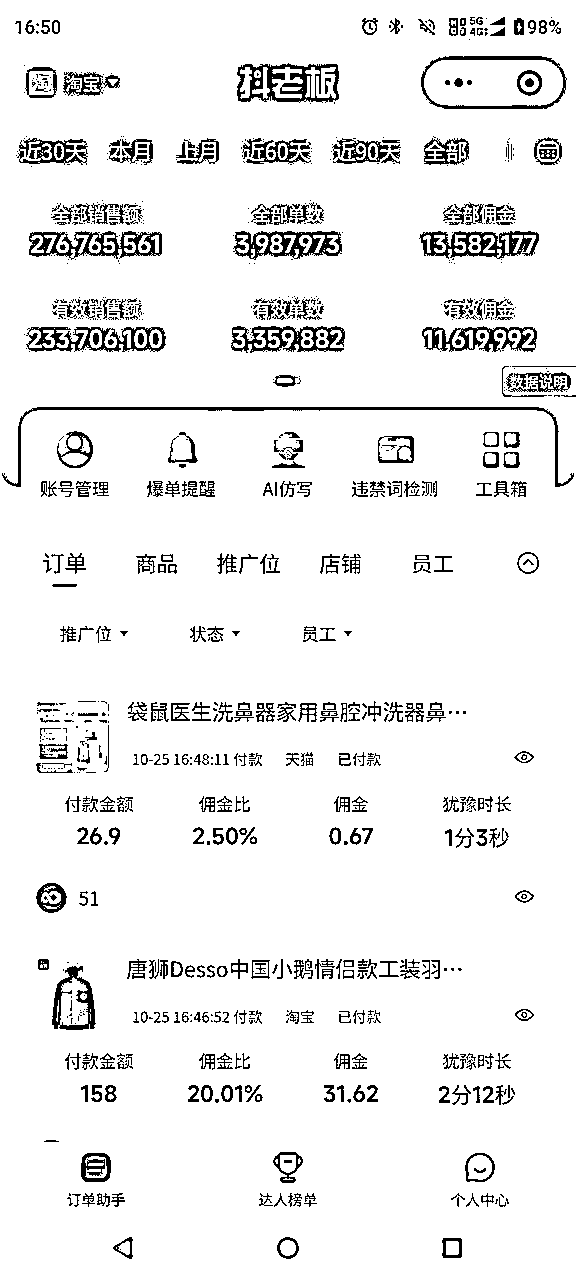 16:50 5G 4G 98%
淘 淘宝 抖老板
近30天 本月 上月 近60天 近90天 全部
全部销售额 全部单数 全部佣金
276,765,561 3,987,973 13,582,177
有效销售额 有效单数 有效佣金
233,706,100 3,359,882 11,619,992
数据说明
账号管理 爆单提醒 AI仿写 违禁词检测 工具箱
订单 商品 推广位 店铺 员工
推广位 状态 员工
袋鼠医生洗鼻器家用鼻腔冲洗器鼻…
10-25 16:48:11 付款 天猫 已付款
付款金额 佣金比 佣金 犹豫时长
26.9 2.50% 0.67 1分3秒
51
唐狮Desso中国小鹅情侣款工装羽…
10-25 16:46:52 付款 淘宝 已付款
付款金额 佣金比 佣金 犹豫时长
158 20.01% 31.62 2分12秒
订单助手 达人榜单 个人中心